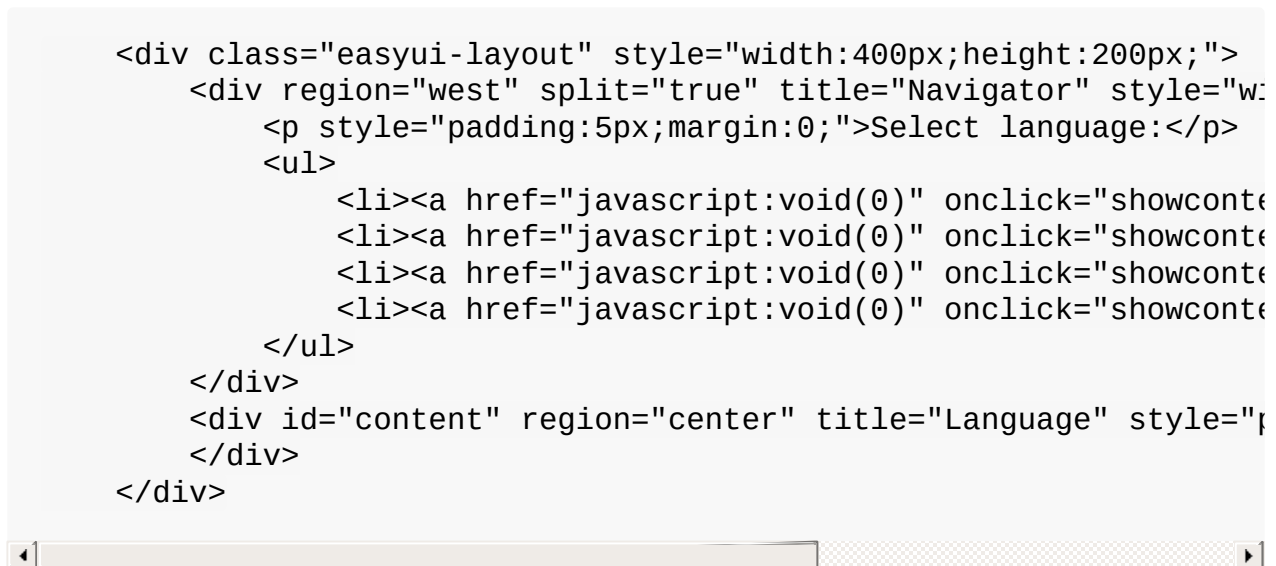 <div class="easyui-layout" style="width:400px;height:200px;">
<div region="west" split="true" title="Navigator" style="wi
<p style="padding:5px;margin:0;">Select language:</p>
<ul>
<li><a href="javascript:void(0)" onclick="showconte
<li><a href="javascript:void(0)" onclick="showconte
<li><a href="javascript:void(0)" onclick="showconte
<li><a href="javascript:void(0)" onclick="showconte
</ul>
</div>
<div id="content" region="center" title="Language" style="p
</div>
</div>